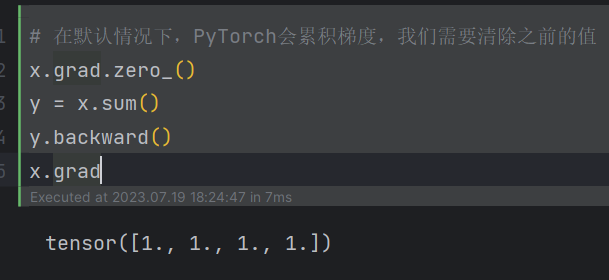 1 # 在默认情况下，PyTorch会累积梯度，我们需要清除之前的值
2 x.grad.zero_()
3 y = x.sum()
4 y.backward()
5 x.grad
Executed at 2023.07.19 18:24:47 in 7ms
tensor([1., 1., 1., 1.])